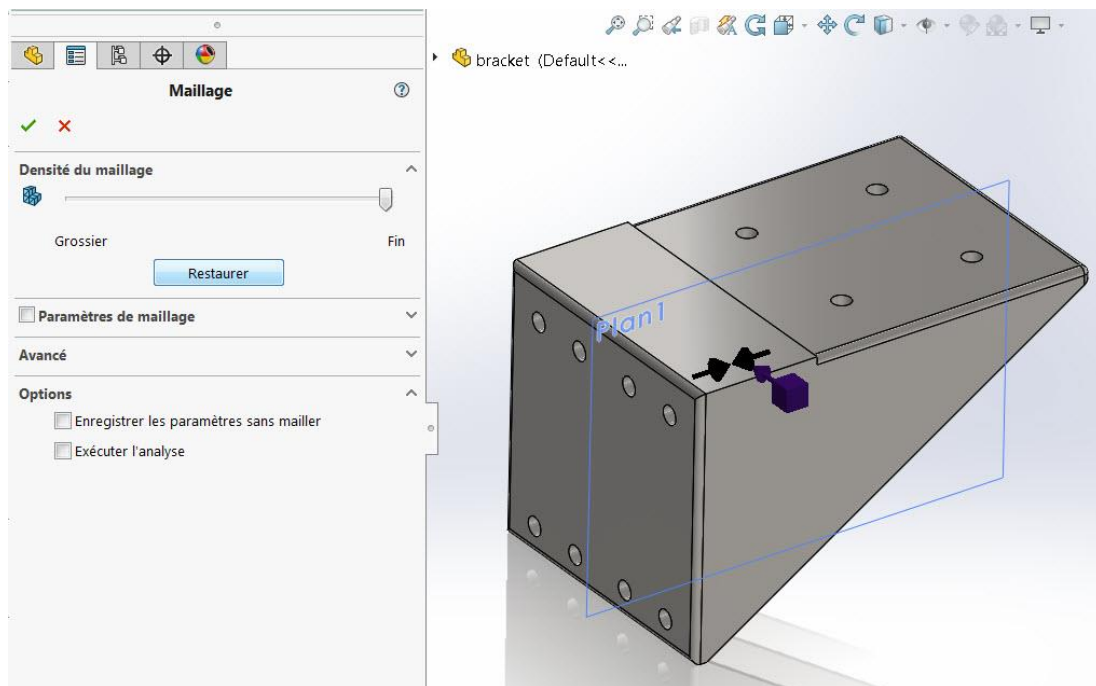 Maillage
Densité du maillage
Grossier Fin
Restaurer
Paramètres de maillage
Avancé
Options
Enregistrer les paramètres sans mailler
Exécuter l'analyse
bracket (Default<<...
Plan1